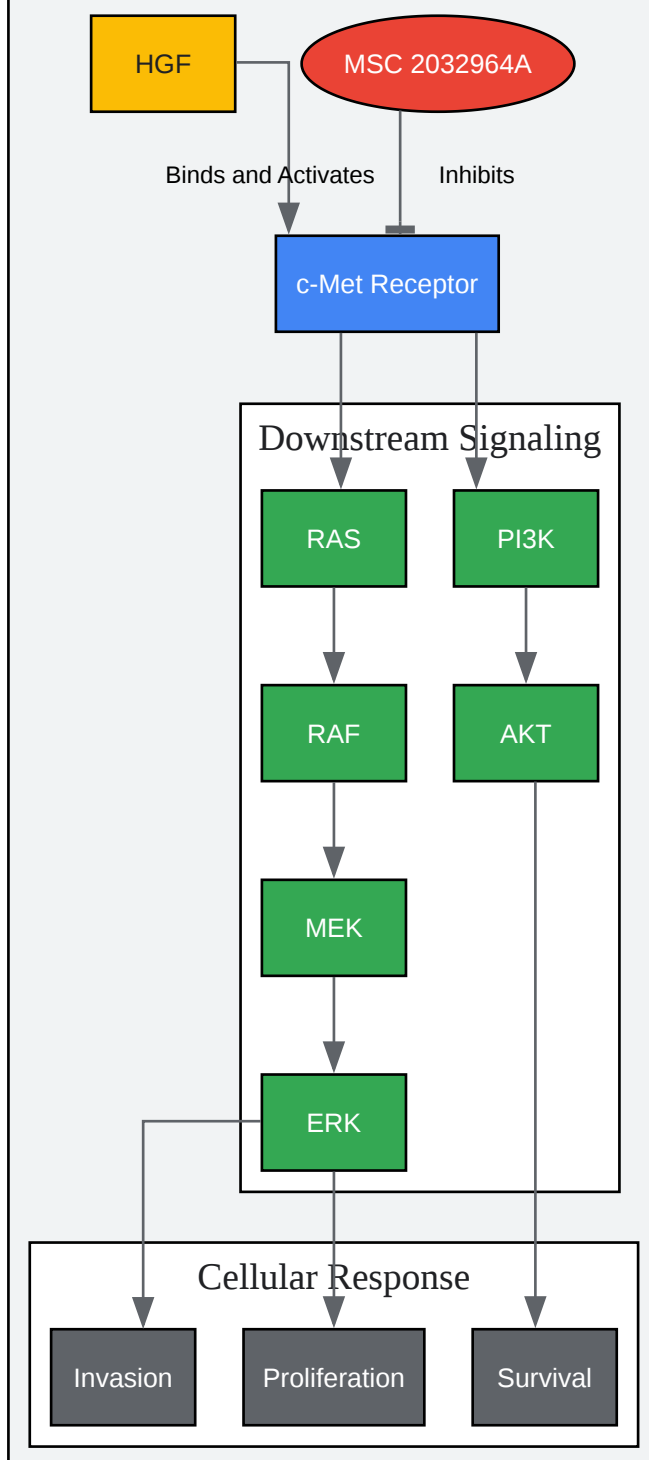 HGF
MSC 2032964A
Binds and Activates
Inhibits
c-Met Receptor
Downstream Signaling
RAS
PI3K
RAF
AKT
MEK
ERK
Cellular Response
Invasion
Proliferation
Survival